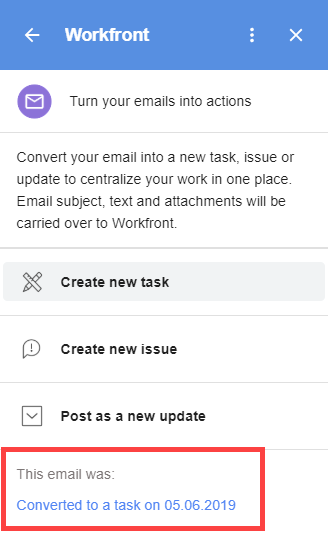 Workfront
Turn your emails into actions
Convert your email into a new task, issue or
update to centralize your work in one place.
Email subject, text and attachments will be
carried over to Workfront.
Create new task
Create new issue
Post as a new update
This email was:
Converted to a task on 05.06.2019